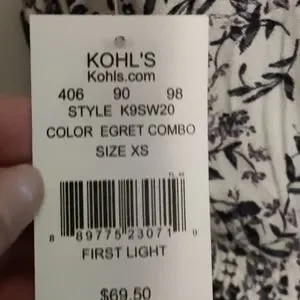 KOHL'S
Kohls.com
406 90 98
STYLE K9SW20
COLOR EGRET COMBO
SIZE XS
8 89775 23071
FIRST LIGHT
$69.50